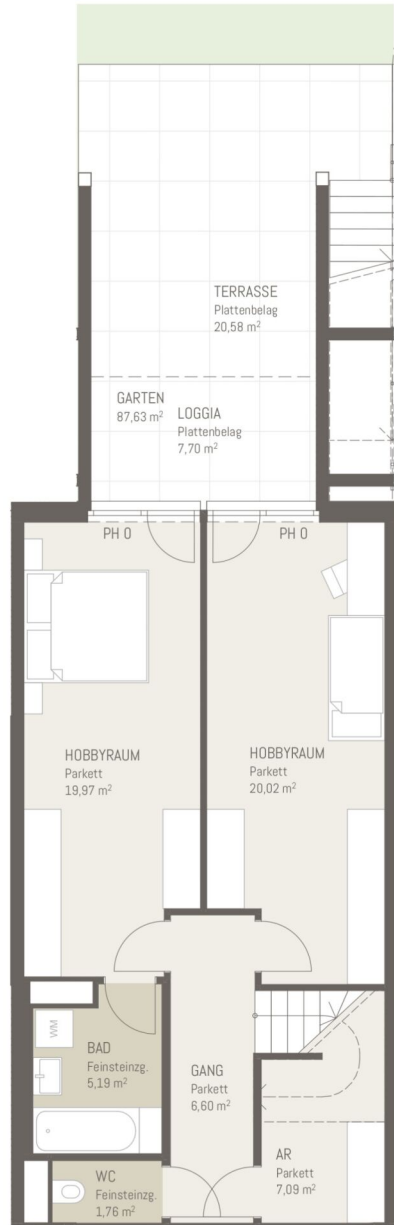 TERRASSE
Plattenbelag
20,58 m²
GARTEN
87,63 m²
LOGGIA
Plattenbelag
7,70 m²
PH 0
PH 0
HOBBYRAUM
Parkett
19,97 m²
HOBBYRAUM
Parkett
20,02 m²
WM
BAD
Feinsteinzg.
5,19 m²
GANG
Parkett
6,60 m²
AR
Parkett
7,09 m²
WC
Feinsteinzg.
1,76 m²